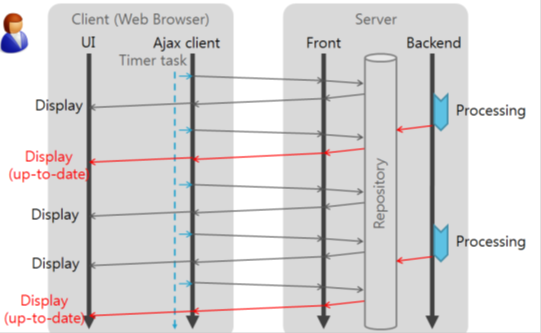 Client (Web Browser)
Server
UI
Ajax client
Front
Backend
Timer task
Display
Processing
Display
(up-to-date)
Repository
Display
Processing
Display
Display
(up-to-date)